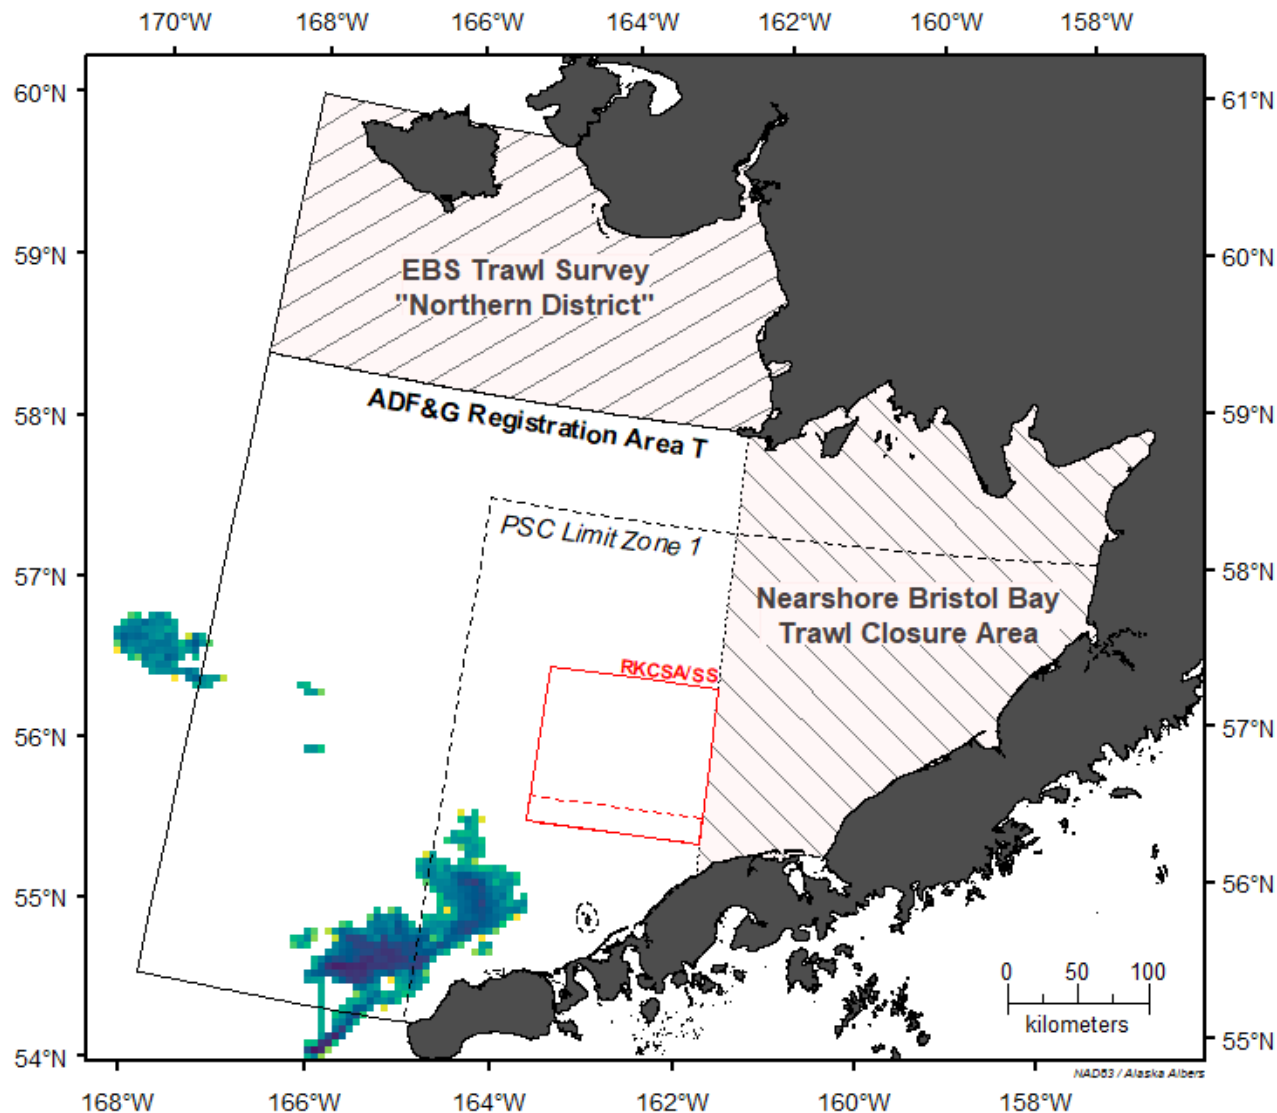 170°W 168°W 166°W 164°W 162°W 160°W 158°W
60°N
61°N
59°N
60°N
EBS Trawl Survey
"Northern District"
58°N
59°N
ADF&G Registration Area T
PSC Limit Zone 1
57°N
58°N
Nearshore Bristol Bay
Trawl Closure Area
RKCSA/SS
56°N
57°N
55°N
56°N
0 50 100
kilometers
54°N
55°N
NAD83 / Alaska Albers
168°W 166°W 164°W 162°W 160°W 158°W